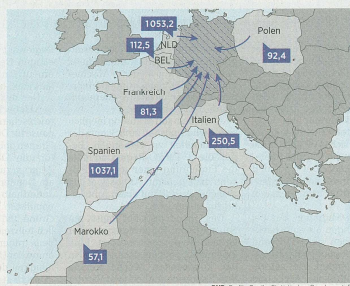 1053,2
Polen
112,5
NLD
BEL
92,4
Frankreich
81,3
Italien
250,5
Spanien
1037,1
Marokko
57,1